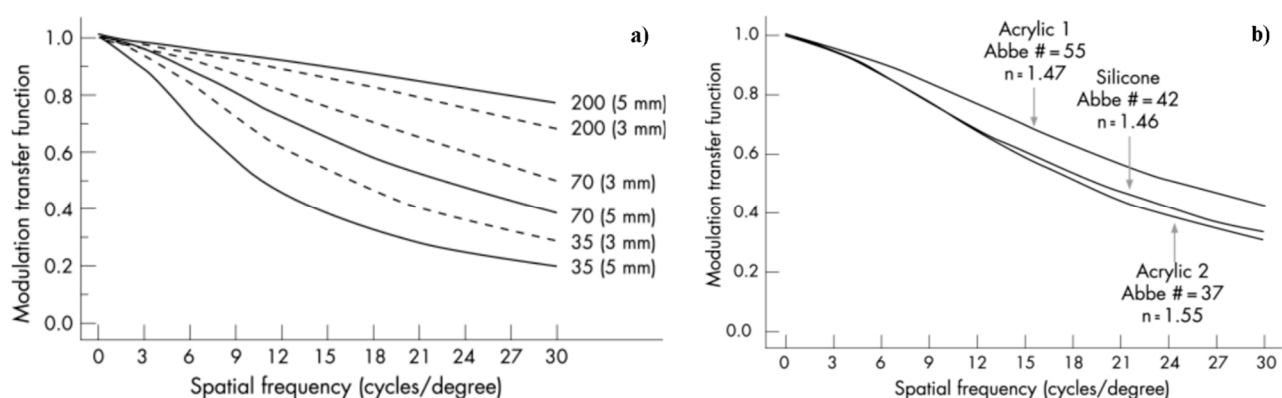 a)
Modulation transfer function
1.0
0.8
0.6
0.4
0.2
0.0
200 (5 mm)
200 (3 mm)
70 (3 mm)
70 (5 mm)
35 (3 mm)
35 (5 mm)
0 3 6 9 12 15 18 21 24 27 30
Spatial frequency (cycles/degree)
b)
Modulation transfer function
1.0
0.8
0.6
0.4
0.2
0.0
Acrylic 1
Abbe # = 55
n = 1.47
Silicone
Abbe # = 42
n = 1.46
Acrylic 2
Abbe # = 37
n = 1.55
0 3 6 9 12 15 18 21 24 27 30
Spatial frequency (cycles/degree)